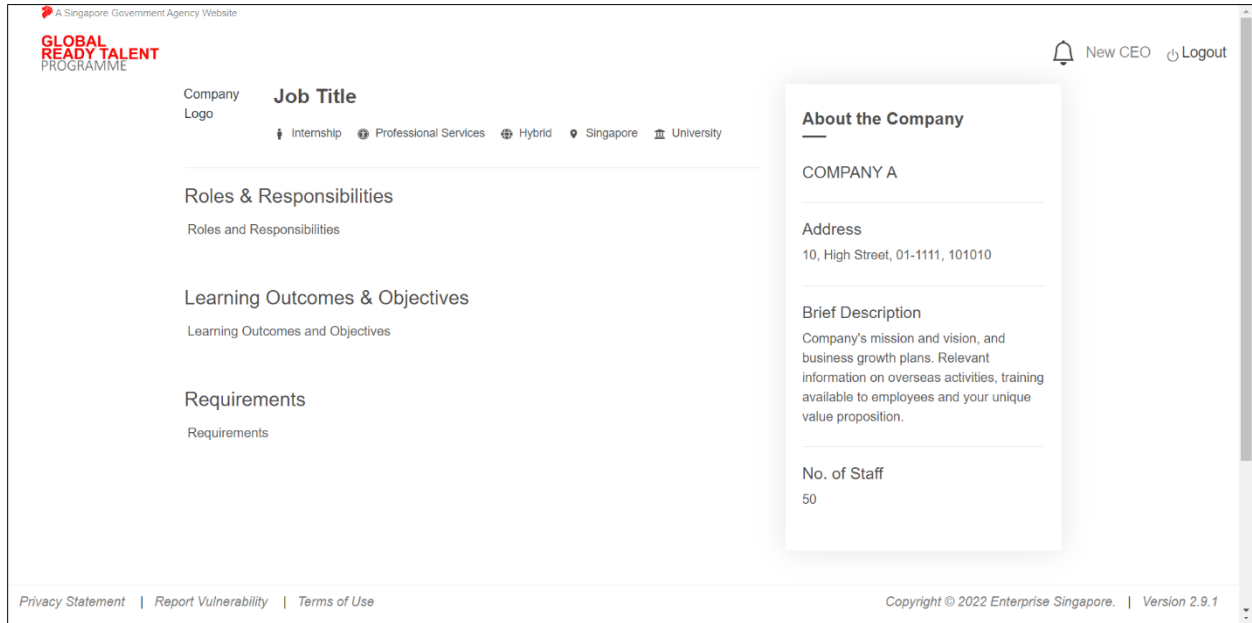 A Singapore Government Agency Website
GLOBAL
READY TALENT
PROGRAMME
New CEO Logout
Company
Logo
Job Title
Internship Professional Services Hybrid Singapore University
Roles & Responsibilities
Roles and Responsibilities
Learning Outcomes & Objectives
Learning Outcomes and Objectives
Requirements
Requirements
About the Company
COMPANY A
Address
10, High Street, 01-1111, 101010
Brief Description
Company's mission and vision, and
business growth plans. Relevant
information on overseas activities, training
available to employees and your unique
value proposition.
No. of Staff
50
Privacy Statement | Report Vulnerability | Terms of Use
Copyright © 2022 Enterprise Singapore. | Version 2.9.1